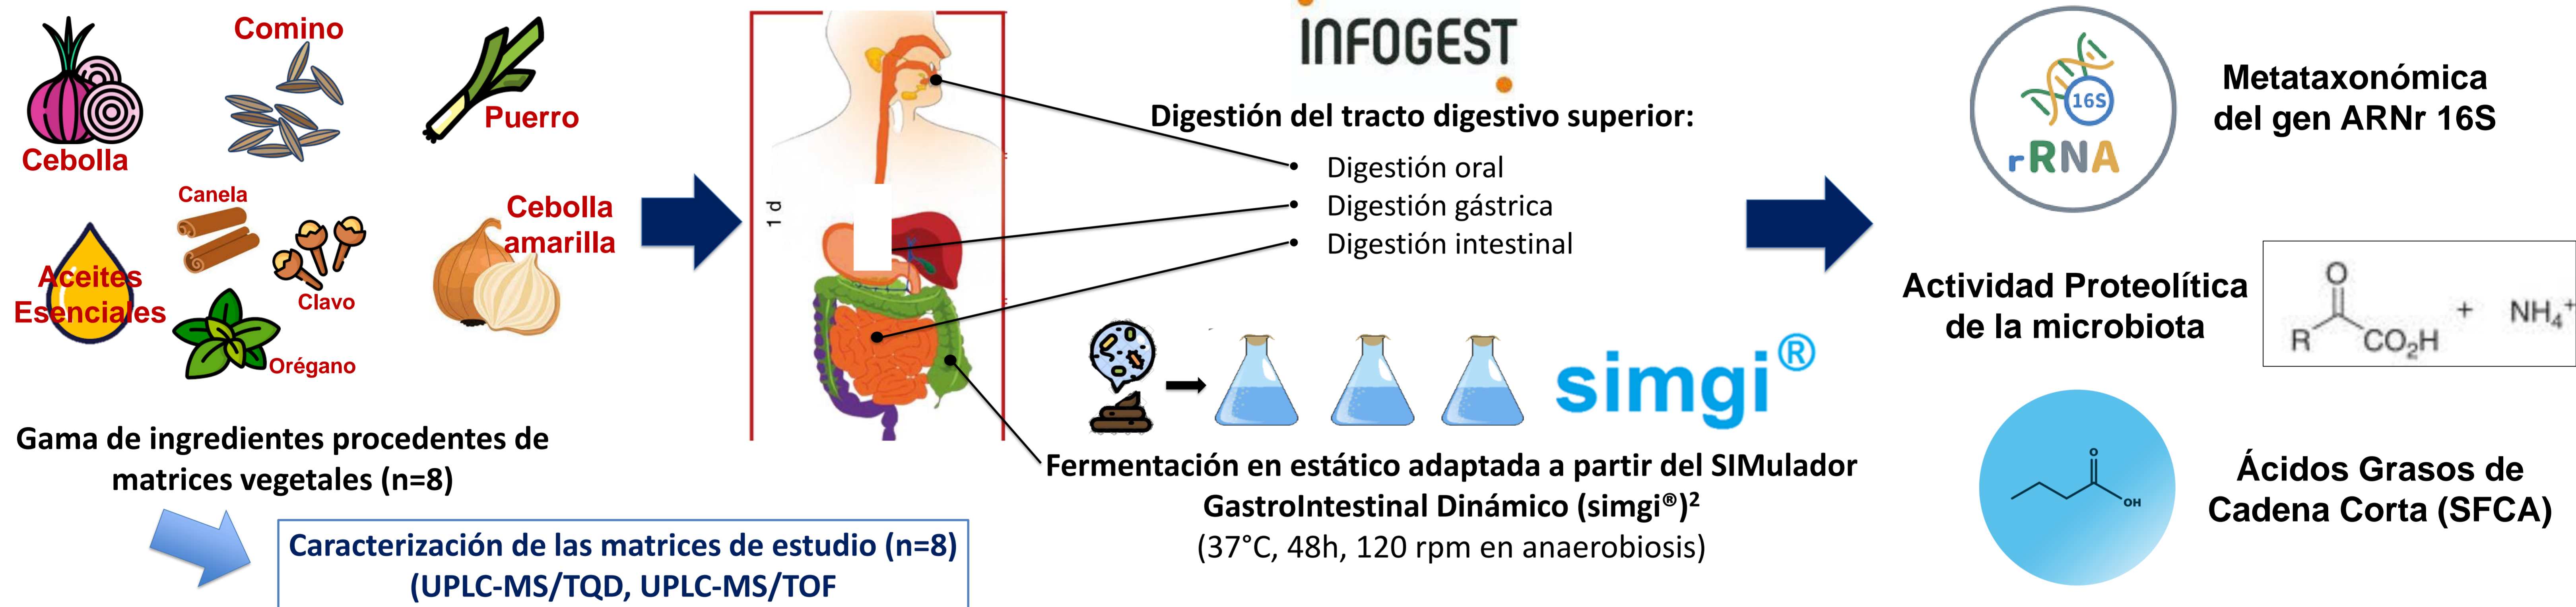 Comino
Puerro
Cebolla
Canela
Cebolla
amarilla
Aceites
Esenciales
Clavo
Orégano
Gama de ingredientes procedentes de
matrices vegetales (n=8)
Caracterización de las matrices de estudio (n=8)
(UPLC-MS/TQD, UPLC-MS/TOF
1 d
INFOGEST
Digestión del tracto digestivo superior:
• Digestión oral
• Digestión gástrica
• Digestión intestinal
simgi®
Fermentación en estático adaptada a partir del SIMulador
GastroIntestinal Dinámico (simgi®)²
(37°C, 48h, 120 rpm en anaerobiosis)
16S
rRNA
Metataxonómica
del gen ARNr 16S
Actividad Proteolítica
de la microbiota
O
R CO₂H + NH₄⁺
O
OH
Ácidos Grasos de
Cadena Corta (SFCA)